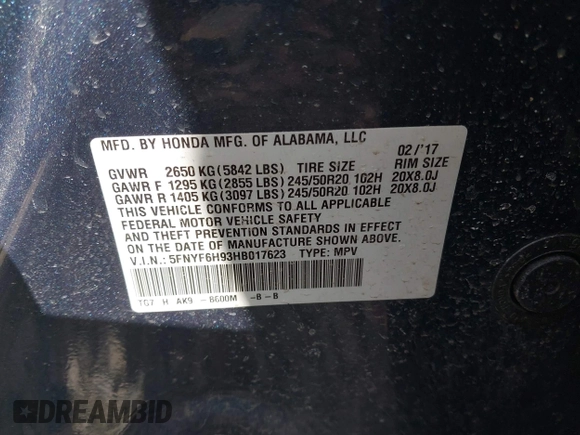 MFD. BY HONDA MFG. OF ALABAMA, LLC 02/'17
GVWR 2650 KG (5842 LBS) TIRE SIZE RIM SIZE
GAWR F 1295 KG (2855 LBS) 245/50R20 102H 20X8.0J
GAWR R 1405 KG (3097 LBS) 245/50R20 102H 20X8.0J
THIS VEHICLE CONFORMS TO ALL APPLICABLE
FEDERAL MOTOR VEHICLE SAFETY
AND THEFT PREVENTION STANDARDS IN EFFECT
ON THE DATE OF MANUFACTURE SHOWN ABOVE.
V.I.N.: 5FNYF6H93HB017623 TYPE: MPV
TG7 H AK9 -B600M -B-B
DREAMBID